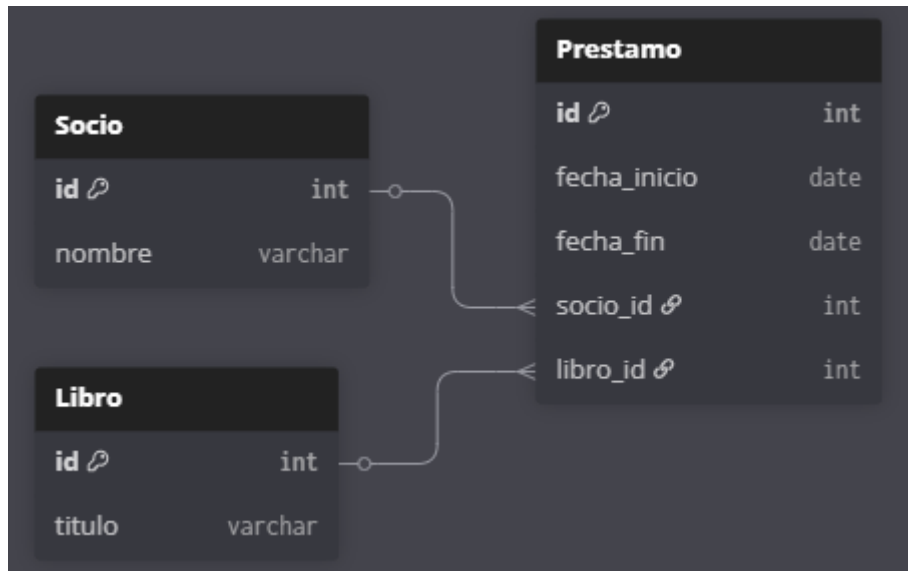 Socio
id int
nombre varchar
Libro
id int
titulo varchar
Prestamo
id int
fecha_inicio date
fecha_fin date
socio_id int
libro_id int